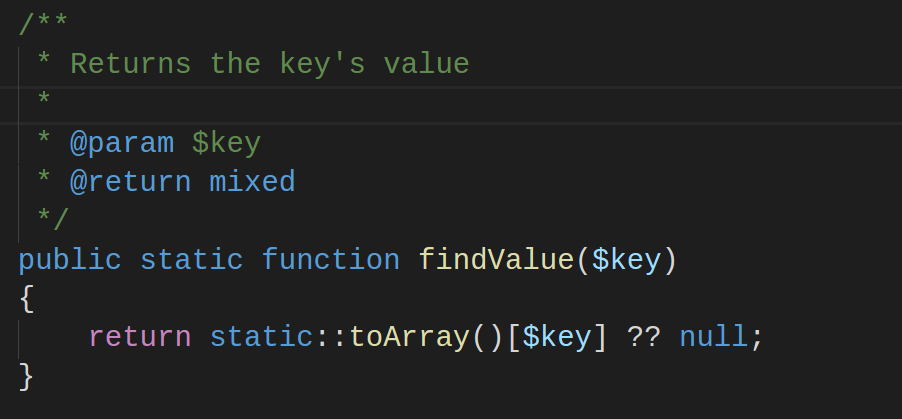 /**
 * Returns the key's value
 *
 * @param $key
 * @return mixed
 */
public static function findValue($key)
{
    return static::toArray()[$key] ?? null;
}